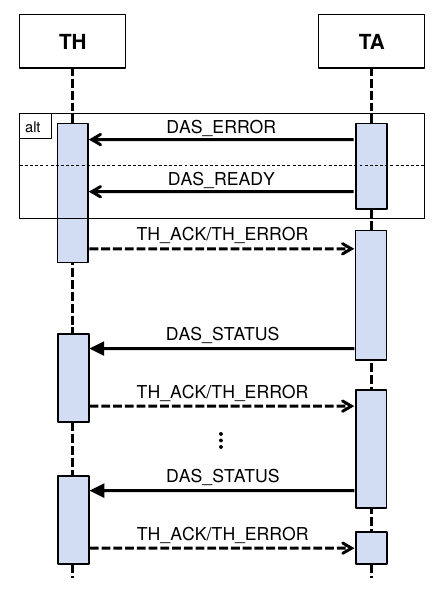 TH
TA
alt
DAS_ERROR
DAS_READY
TH_ACK/TH_ERROR
DAS_STATUS
TH_ACK/TH_ERROR
DAS_STATUS
TH_ACK/TH_ERROR